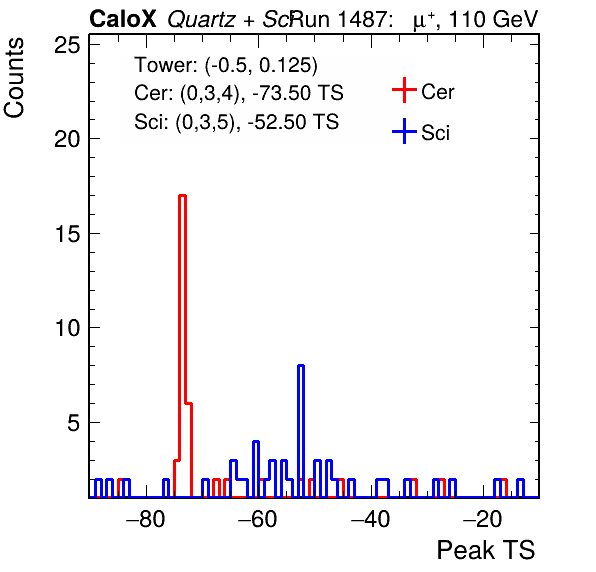 CaloX Quartz + Sci Run 1487: μ+, 110 GeV
Counts
25
20
15
10
5
Tower: (-0.5, 0.125)
Cer: (0,3,4), -73.50 TS
Sci: (0,3,5), -52.50 TS
Cer
Sci
−80 −60 −40 −20
Peak TS